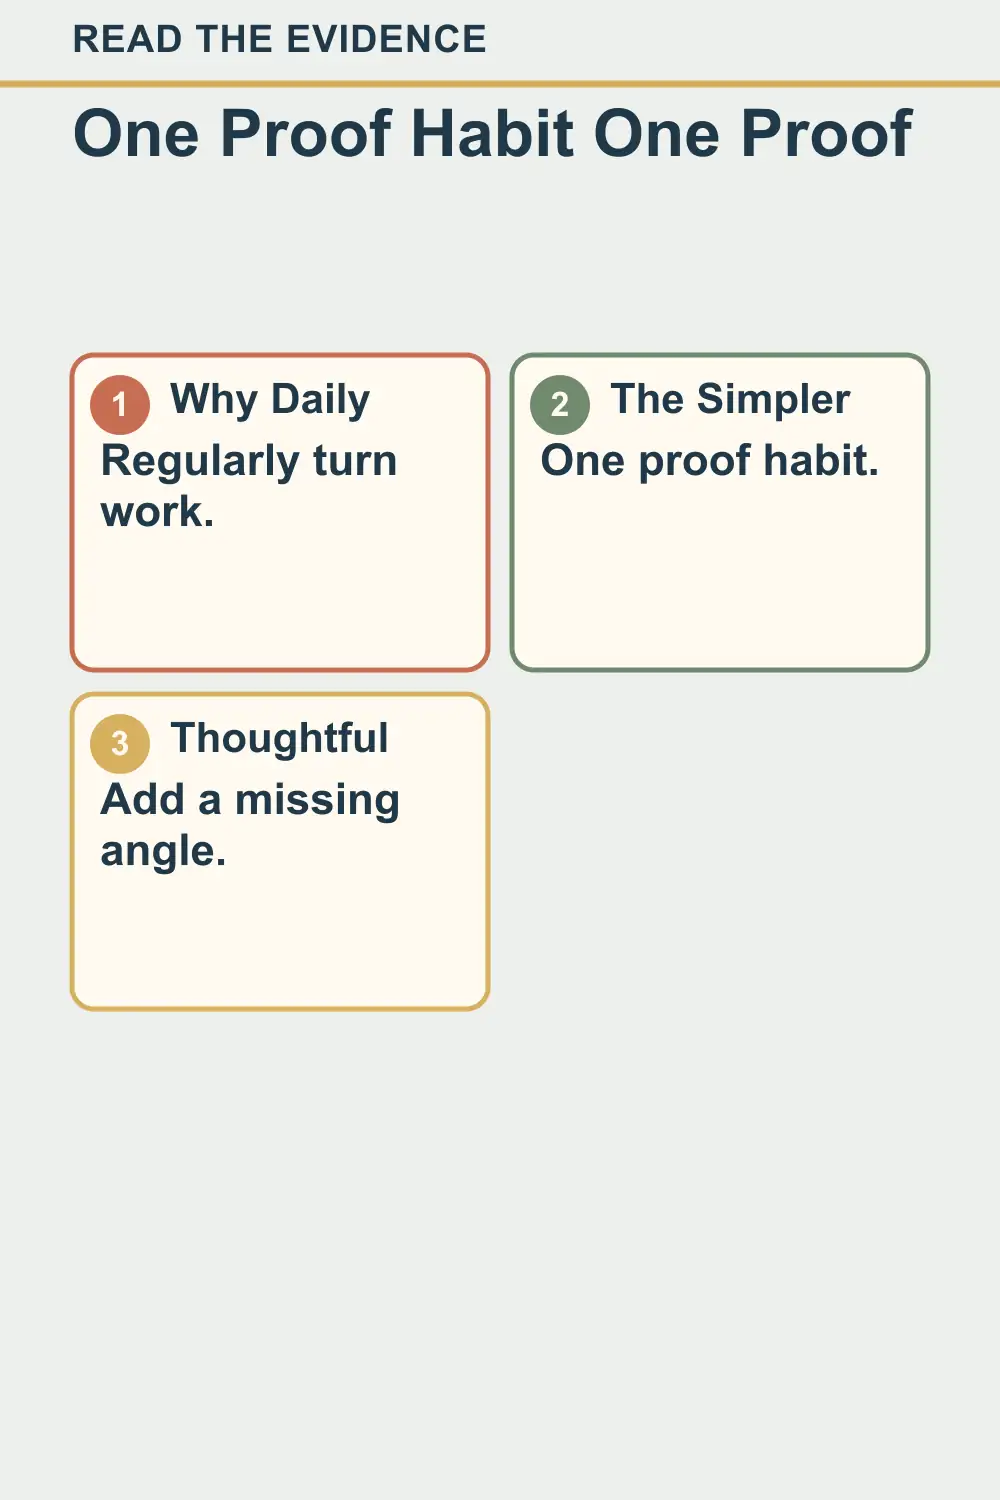 READ THE EVIDENCE
One Proof Habit One Proof
1 Why Daily
Regularly turn
work.
2 The Simpler
One proof habit.
3 Thoughtful
Add a missing
angle.